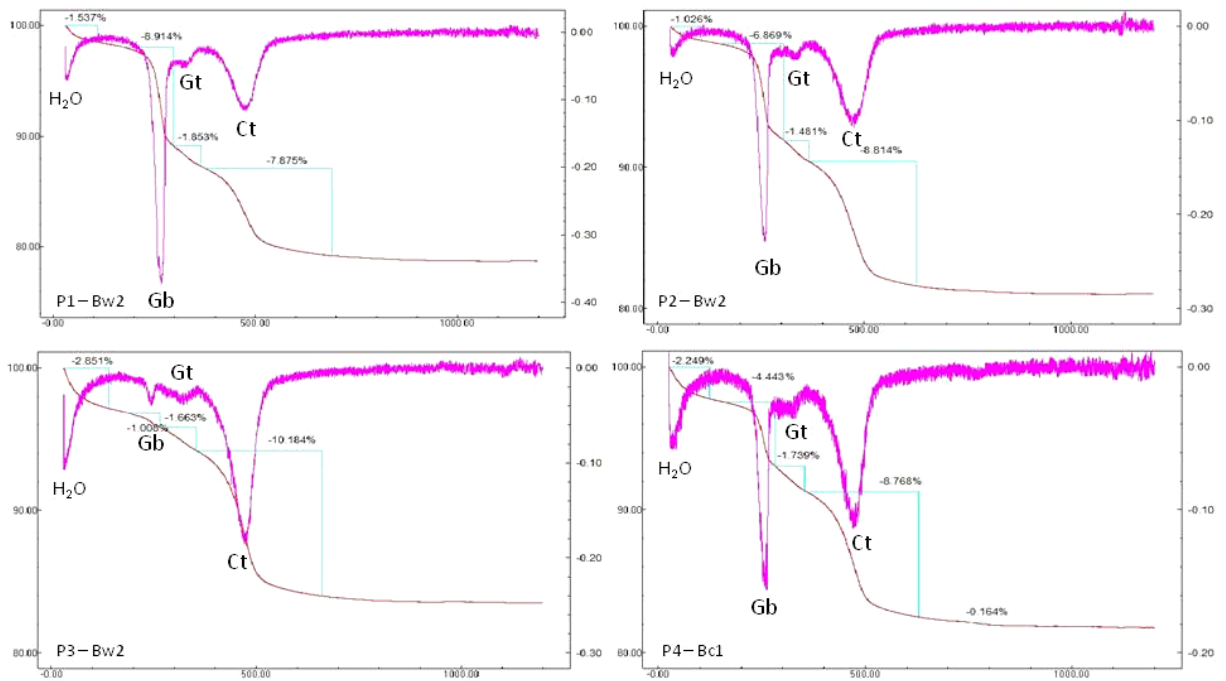 100.00
-1.537%
0.00
-8.914%
H₂O
Gt
-0.10
Ct
90.00
-1.853%
-7.875%
-0.20
80.00
-0.30
Gb
P1-Bw2
-0.40
-0.00
500.00
1000.00
100.00
-1.026%
0.00
-6.869%
H₂O
Gt
-0.10
-1.481%
Ct
-8.814%
90.00
-0.20
Gb
P2-Bw2
80.00
-0.30
-0.00
500.00
1000.00
100.00
-2.851%
0.00
Gt
-1.663%
-1.008%
Gb
-10.184%
-0.10
H₂O
90.00
Ct
-0.20
P3-Bw2
80.00
-0.30
-0.00
500.00
1000.00
100.00
-2.249%
0.00
-4.443%
Gt
H₂O
-1.739%
-8.768%
90.00
-0.10
Ct
Gb
-0.164%
P4-Bc1
80.00
-0.20
-0.00
500.00
1000.00